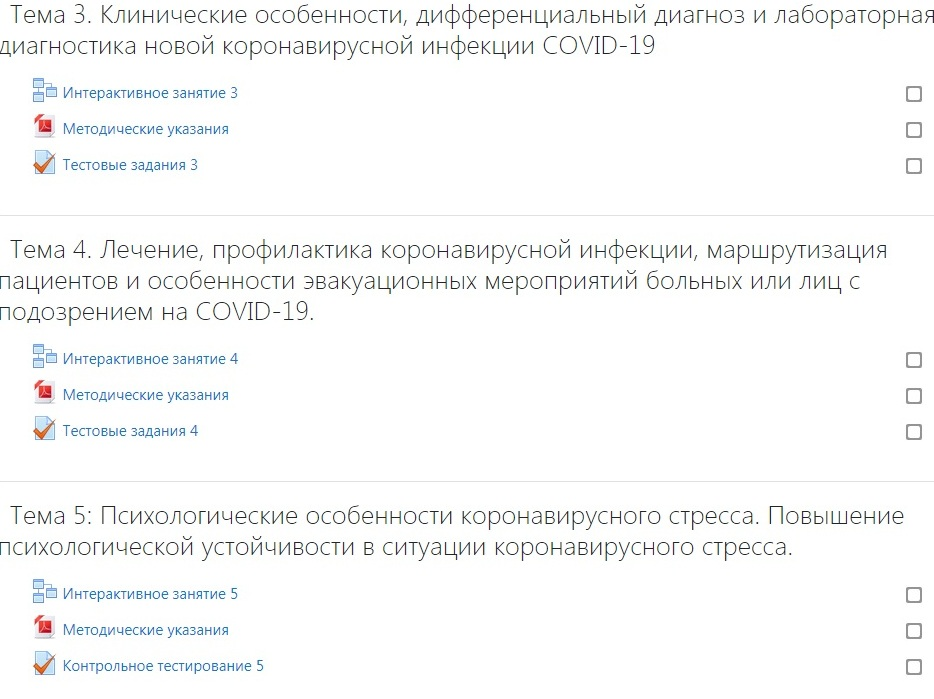 Тема 3. Клинические особенности, дифференциальный диагноз и лабораторная
диагностика новой коронавирусной инфекции COVID-19
Интерактивное занятие 3
Методические указания
Тестовые задания 3
Тема 4. Лечение, профилактика коронавирусной инфекции, маршрутизация
пациентов и особенности эвакуационных мероприятий больных или лиц с
подозрением на COVID-19.
Интерактивное занятие 4
Методические указания
Тестовые задания 4
Тема 5: Психологические особенности коронавирусного стресса. Повышение
психологической устойчивости в ситуации коронавирусного стресса.
Интерактивное занятие 5
Методические указания
Контрольное тестирование 5